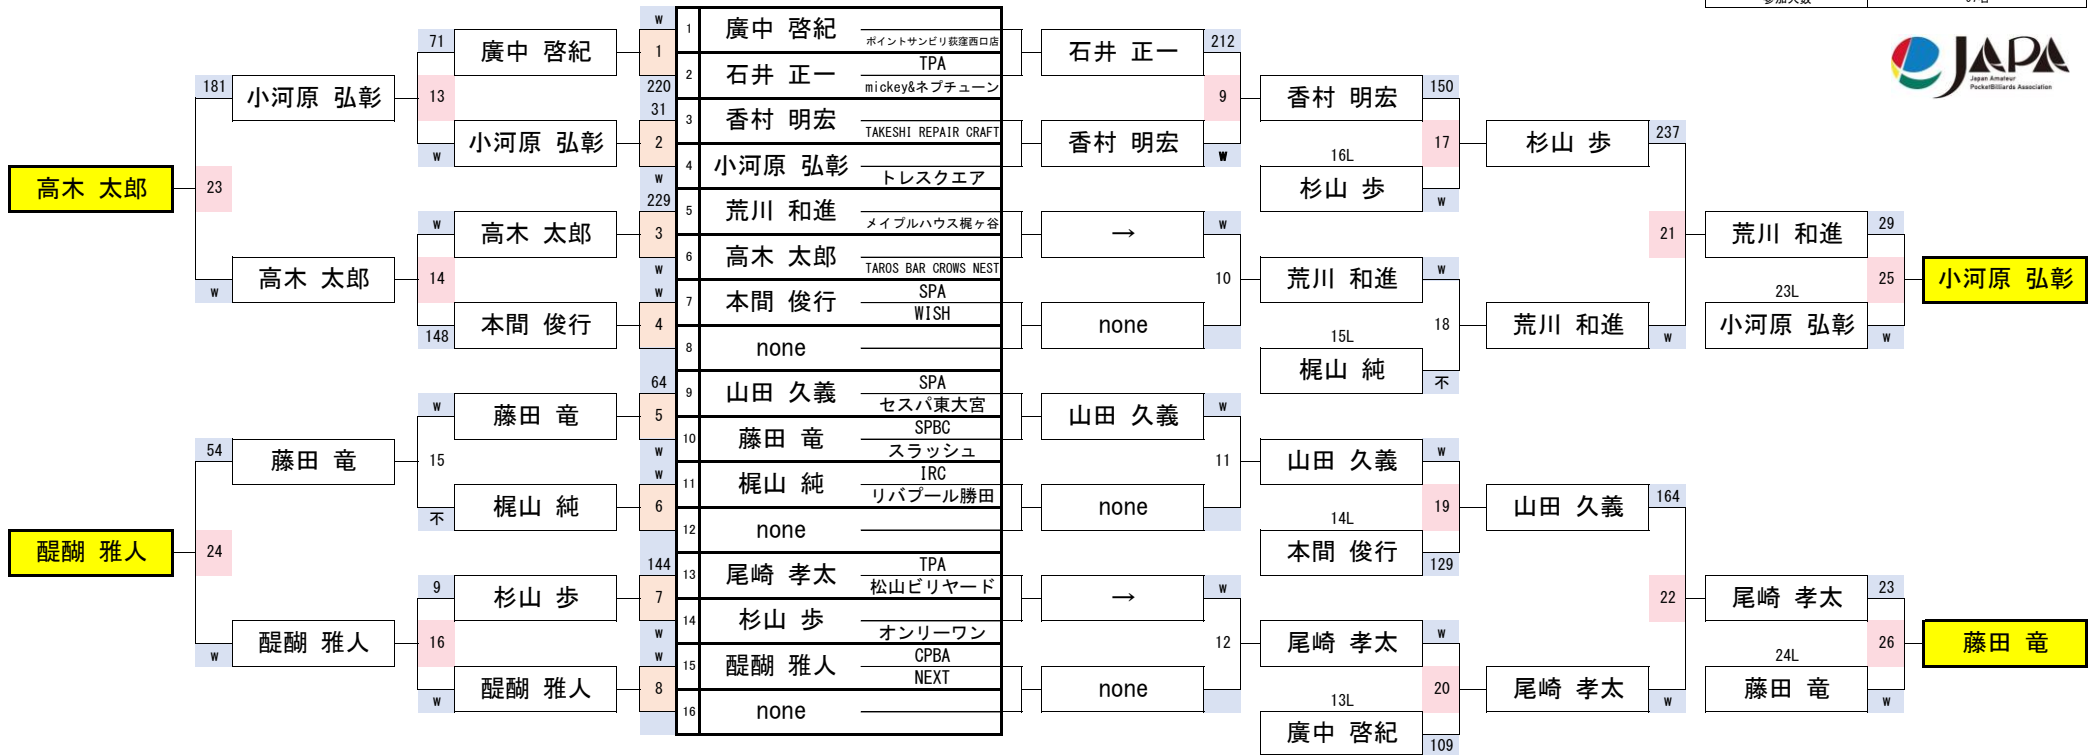 参加人数
JAPA
Japan Amateur
PocketBilliards Association
W 1 廣中 啓紀 ポイントサンビリ荻窪西口店
71 廣中 啓紀 1 石井 正一 212
2 石井 正一 TPA
mickey&ネプチューン
181 小河原 弘彰 13 220 9 香村 明宏 150
31 3 香村 明宏 TAKESHI REPAIR CRAFT
小河原 弘彰 2 香村 明宏 17 杉山 歩 237
W W 4 小河原 弘彰 トレスクエア W 16L
高木 太郎 23 W 杉山 歩 W
229 5 荒川 和進 メイプルハウス梶ヶ谷
W 高木 太郎 3 → W 21 荒川 和進 29
6 高木 太郎 TAROS BAR CROWS NEST
W 高木 太郎 14 W 10 荒川 和進 W 25 小河原 弘彰
W 7 本間 俊行 SPA
WISH 23L
148 本間 俊行 4 none 18 荒川 和進 W 小河原 弘彰 W
8 none 15L
梶山 純 不
64 9 山田 久義 SPA
セスパ東大宮
W 藤田 竜 5 山田 久義 W
10 藤田 竜 SPBC
スラッシュ
54 藤田 竜 15 W 11 山田 久義 W
W 11 梶山 純 IRC
リバプール勝田
不 梶山 純 6 none 19 山田 久義 164
12 none 14L
醍醐 雅人 24 本間 俊行 129
144 13 尾崎 孝太 TPA
松山ビリヤード
9 杉山 歩 7 → W 22 尾崎 孝太 23
14 杉山 歩 オンリーワン
W 醍醐 雅人 16 W 12 尾崎 孝太 W 26 藤田 竜
W 15 醍醐 雅人 CPBA
NEXT 24L
W 醍醐 雅人 8 none 20 尾崎 孝太 W 藤田 竜 W
16 none 13L
廣中 啓紀 109